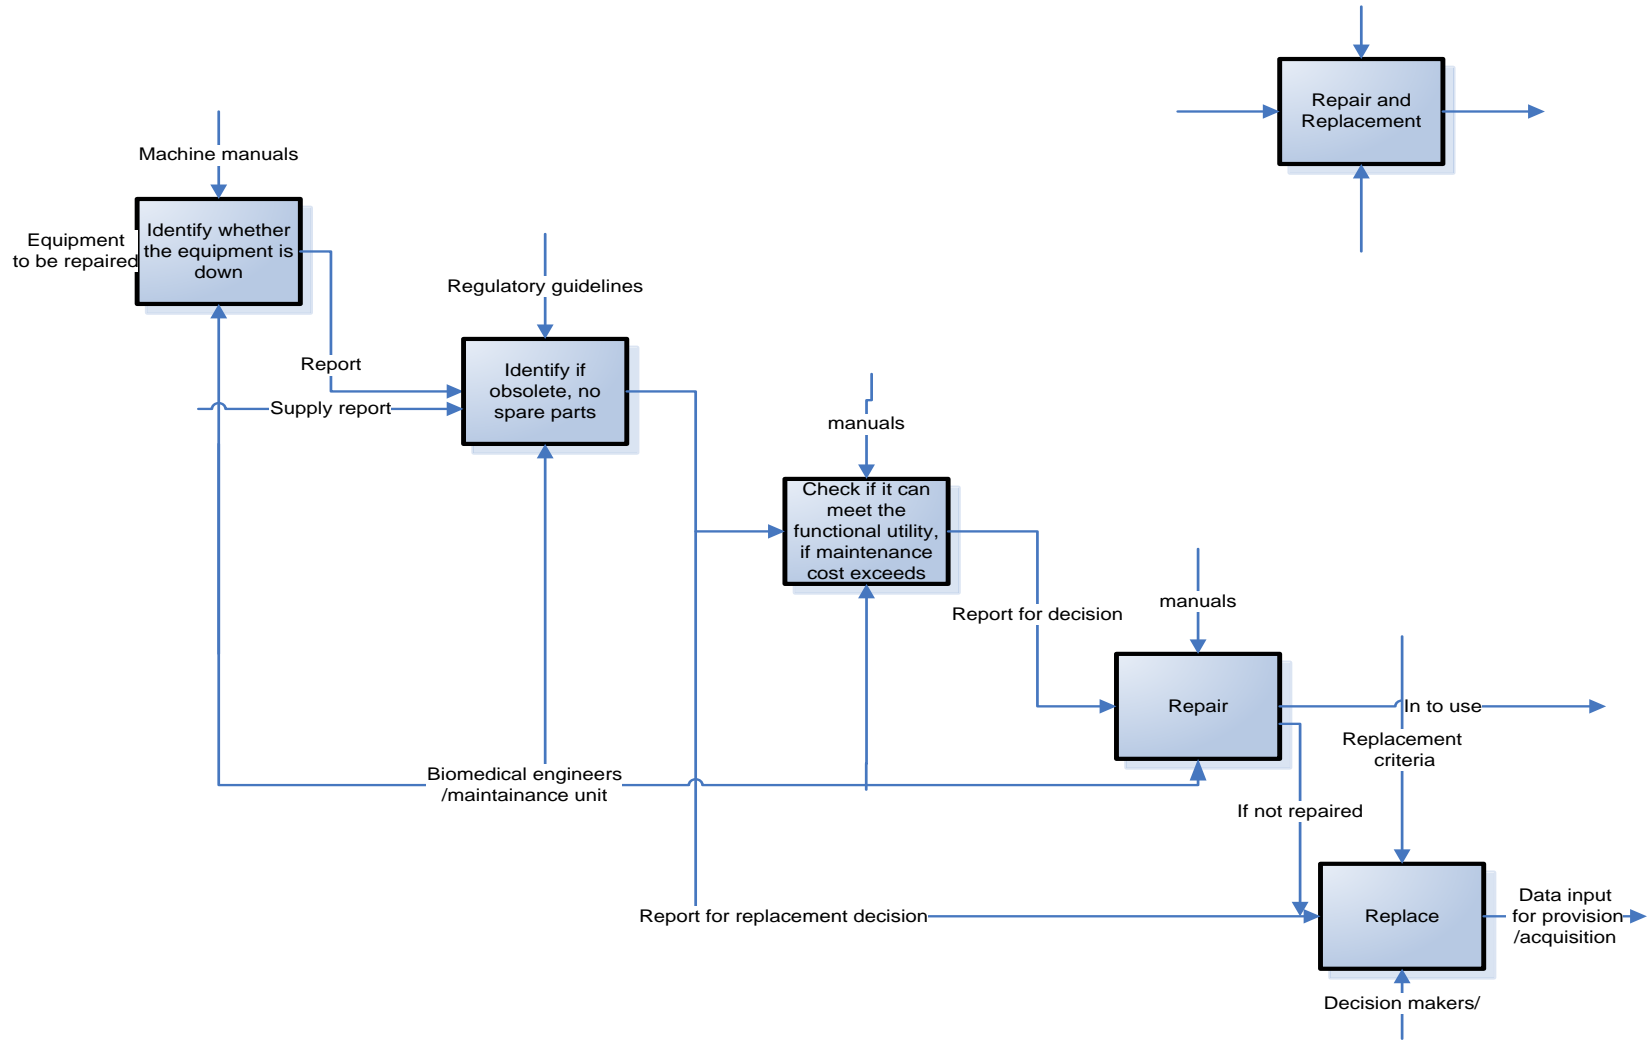 Repair and
Replacement
Machine manuals
Equipment
to be repaired
Identify whether
the equipment is
down
Regulatory guidelines
Report
Supply report
Identify if
obsolete, no
spare parts
manuals
Check if it can
meet the
functional utility,
if maintenance
cost exceeds
Report for decision
manuals
Repair
In to use
Replacement
criteria
Biomedical engineers
/maintainance unit
If not repaired
Report for replacement decision
Replace
Data input
for provision
/acquisition
Decision makers/